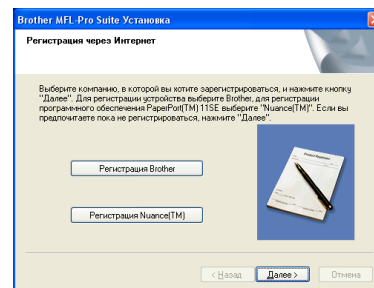 Brother MFL-Pro Suite Установка
Регистрация через Интернет
Выберите компанию, в которой вы хотите зарегистрироваться, и нажмите кнопку
"Далее". Для регистрации устройства выберите Brother, для регистрации
программного обеспечения PaperPort(TM) 11SE выберите "Nuance(TM)". Если вы
предпочитаете пока не регистрироваться, нажмите "Далее".
Product Registration
Регистрация Brother
Регистрация Nuance(TM)
< Назад
Далее >
Отмена